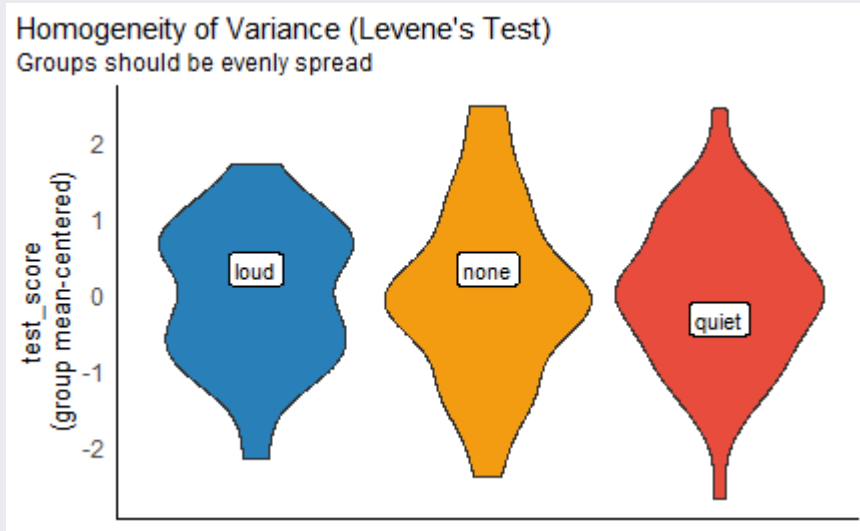 Homogeneity of Variance (Levene's Test)
Groups should be evenly spread
test_score
(group mean-centered)
2
1
0
-1
-2
loud
none
quiet